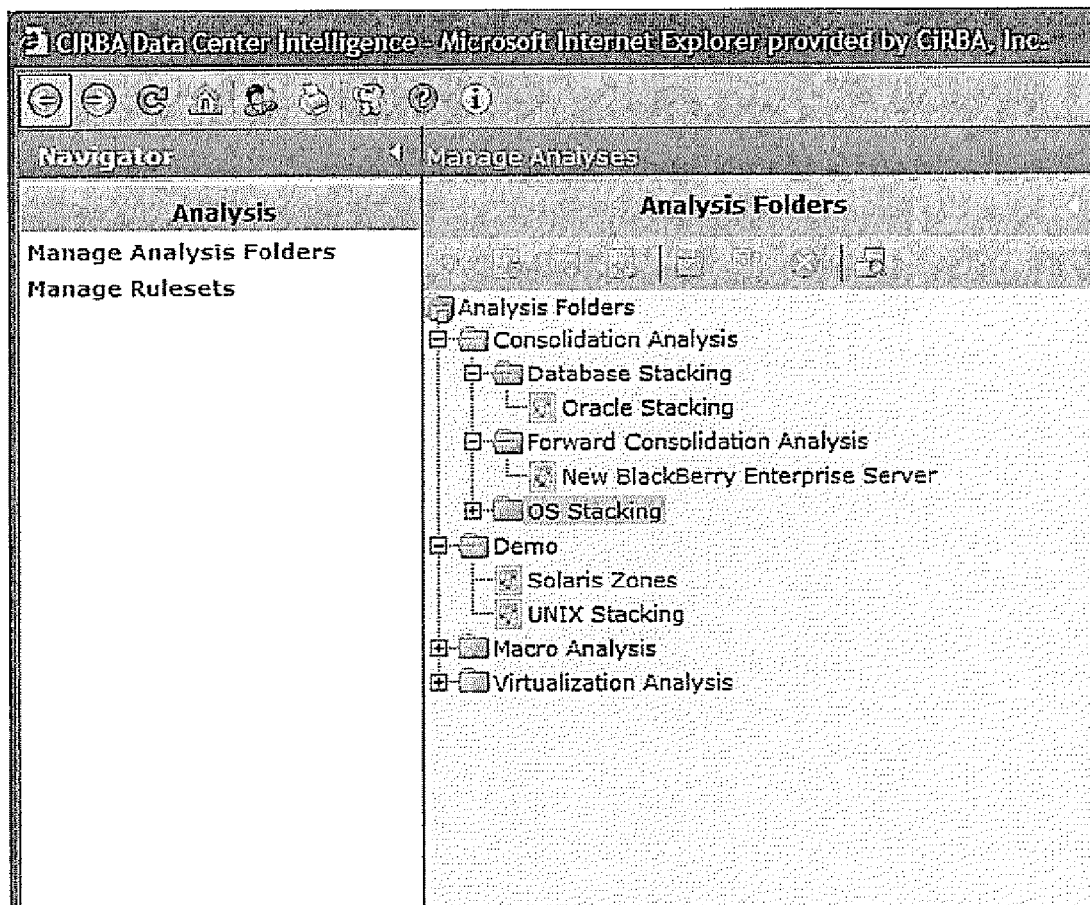 CIRBA Data Center Intelligence - Microsoft Internet Explorer provided by CiRBA, Inc.
Navigator
Manage Analyses
Analysis
Analysis Folders
Manage Analysis Folders
Manage Rulesets
Analysis Folders
Consolidation Analysis
Database Stacking
Oracle Stacking
Forward Consolidation Analysis
New BlackBerry Enterprise Server
OS Stacking
Demo
Solaris Zones
UNIX Stacking
Macro Analysis
Virtualization Analysis